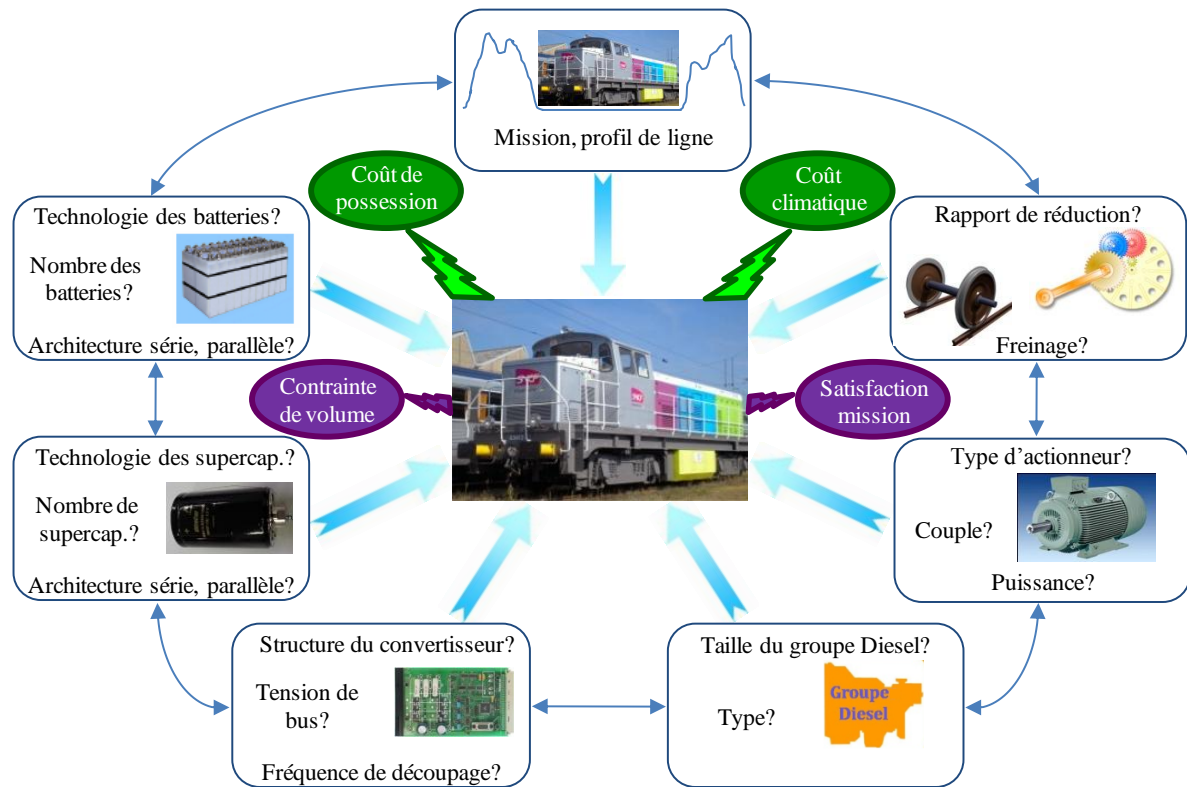 Mission, profil de ligne
Coût de
possession
Coût
climatique
Technologie des batteries?
Nombre des
batteries?
Architecture série, parallèle?
Rapport de réduction?
Freinage?
Contrainte
de volume
Satisfaction
mission
Technologie des supercap.?
Nombre de
supercap.?
Architecture série, parallèle?
Type d'actionneur?
Couple?
Puissance?
Structure du convertisseur?
Tension de
bus?
Fréquence de découpage?
Taille du groupe Diesel?
Type?
Groupe
Diesel
SNCF